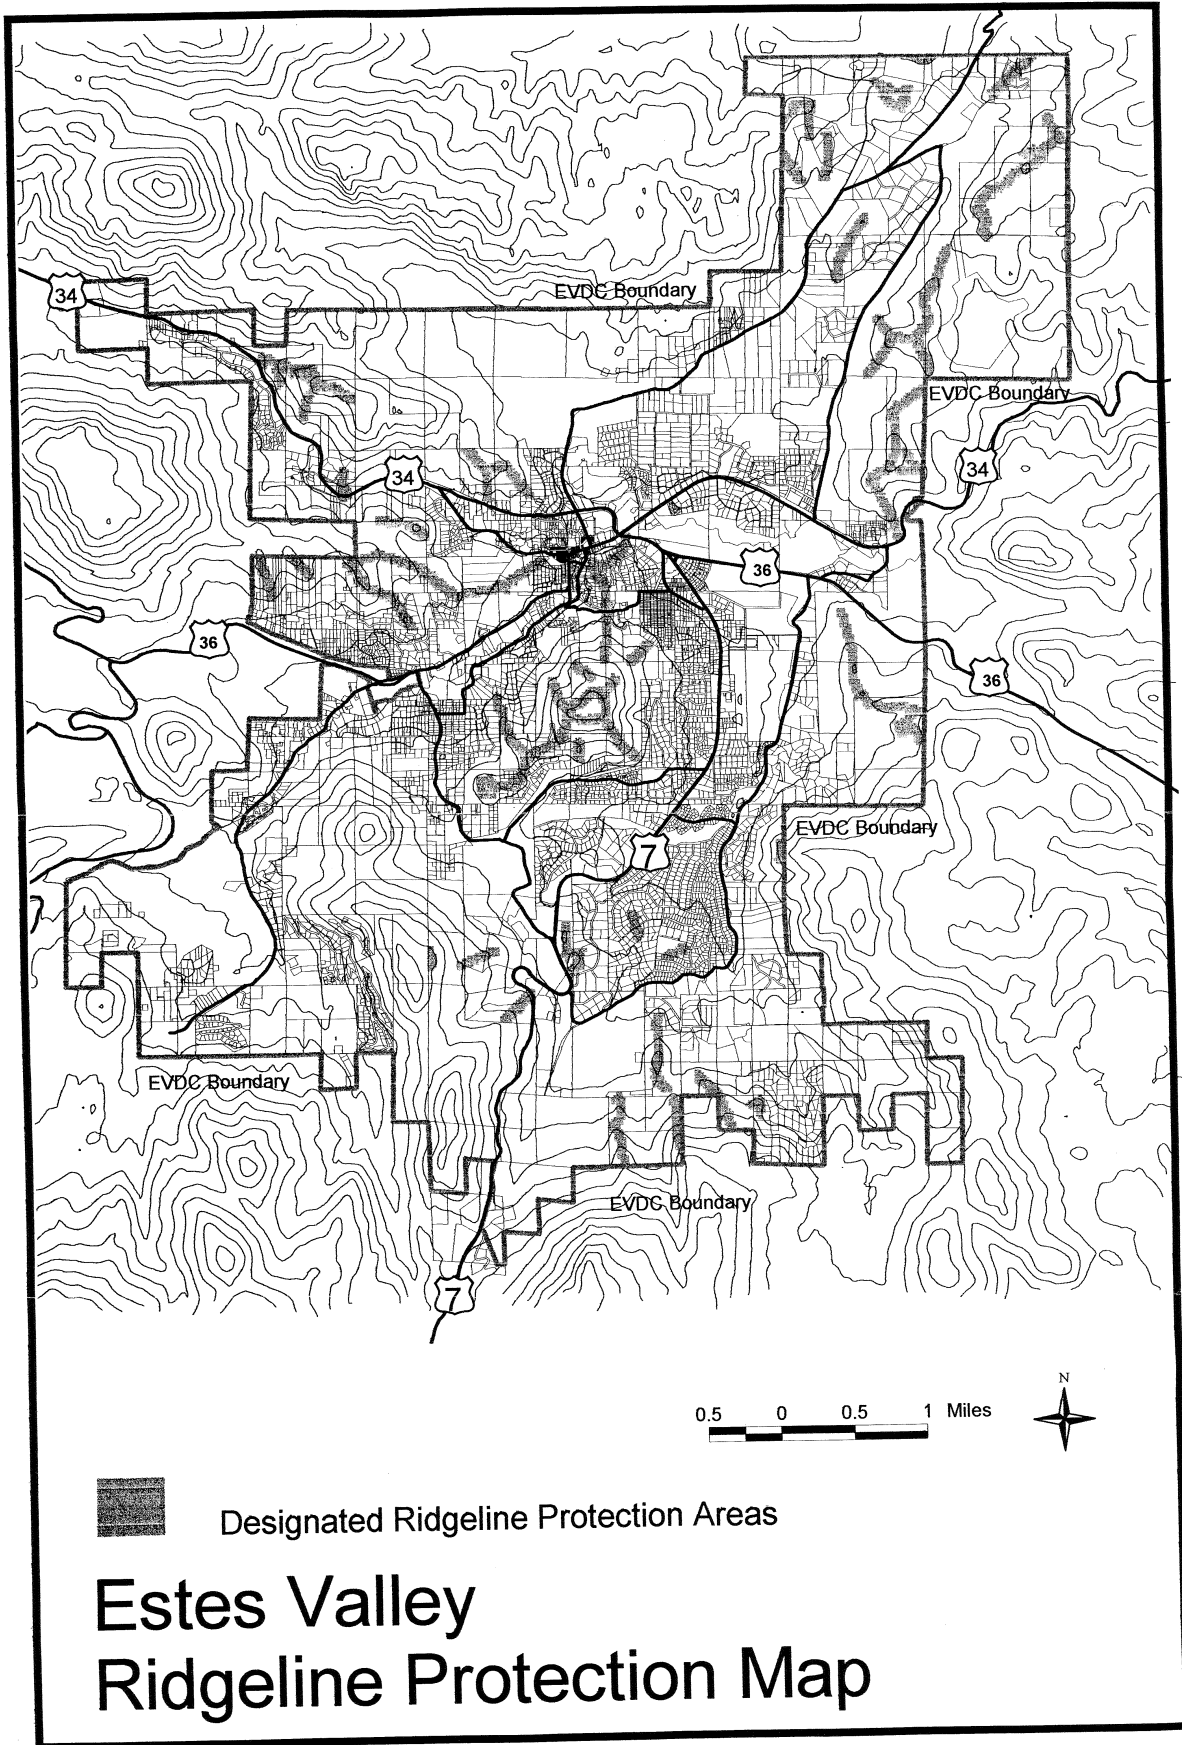 34
EVDC Boundary
EVDC Boundary
34
34
36
36
36
EVDC Boundary
7
EVDC Boundary
EVDC Boundary
7
N
0.5 0 0.5 1 Miles
Designated Ridgeline Protection Areas
Estes Valley
Ridgeline Protection Map